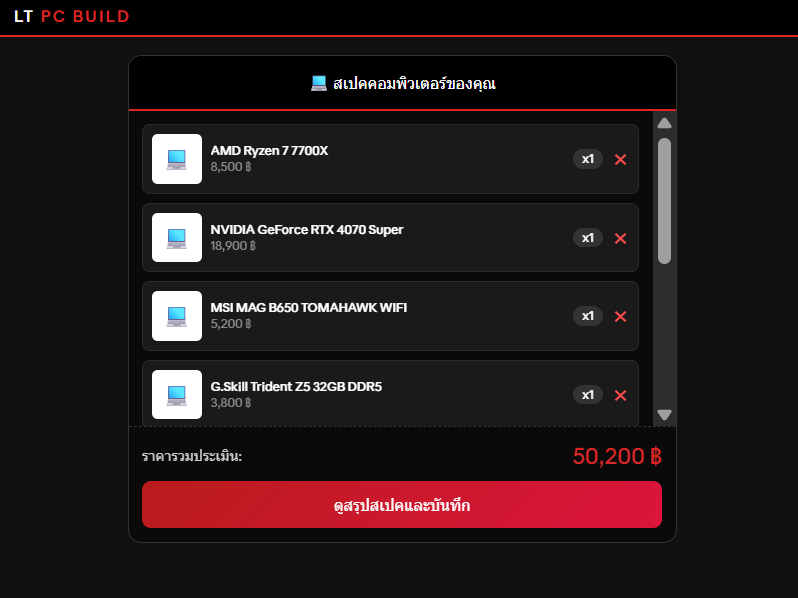 LT PC BUILD
สเปคคอมพิวเตอร์ของคุณ
AMD Ryzen 7 7700X
8,500 ฿
x1
NVIDIA GeForce RTX 4070 Super
18,900 ฿
x1
MSI MAG B650 TOMAHAWK WIFI
5,200 ฿
x1
G.Skill Trident Z5 32GB DDR5
3,800 ฿
x1
ราคารวมประเมิน:
50,200 ฿
ดูสรุปสเปคและบันทึก